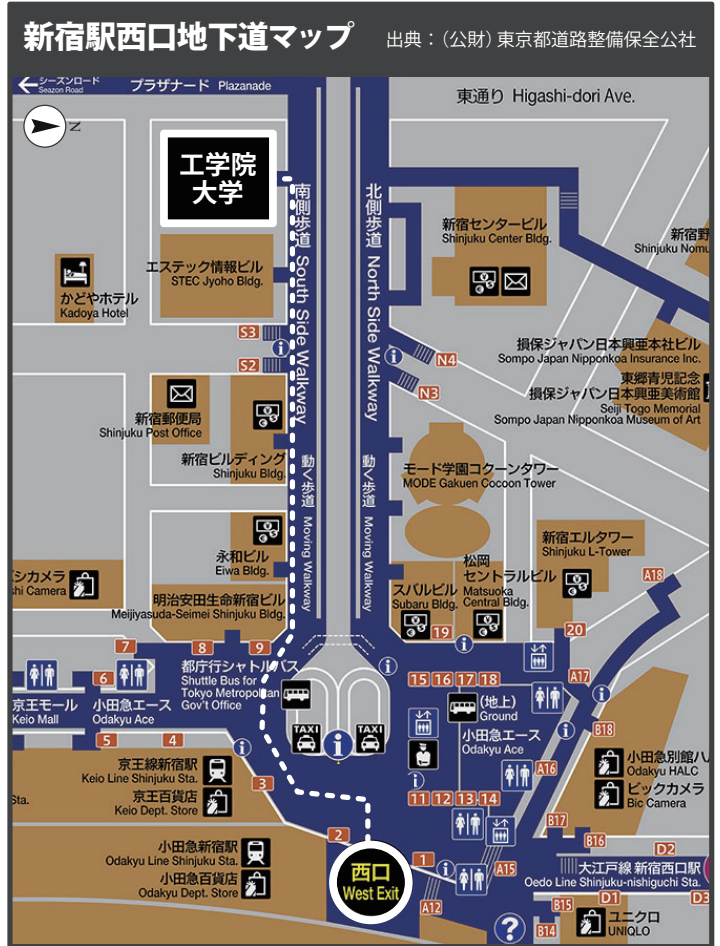 新宿駅西口地下道マップ 出典：（公財）東京都道路整備保全公社
シーズンロード
Seazon Road
プラザナード Plazanade
東通り Higashi-dori Ave.
N
工学院
大学
南側歩道 South Side Walkway
北側歩道 North Side Walkway
新宿センタービル
Shinjuku Center Bldg.
新宿野
Shinjuku Nomu
エステック情報ビル
STEC Jyoho Bldg.
かどやホテル
Kadoya Hotel
S3
S2
N4
N3
損保ジャパン日本興亜本社ビル
Sompo Japan Nipponkoa Insurance Inc.
東郷青児記念
損保ジャパン日本興亜美術館
Seiji Togo Memorial
Sompo Japan Nipponkoa Museum of Art
新宿郵便局
Shinjuku Post Office
新宿ビルディング
Shinjuku Bldg.
動く歩道 Moving Walkway
動く歩道 Moving Walkway
モード学園コクーンタワー
MODE Gakuen Cocoon Tower
永和ビル
Eiwa Bldg.
新宿エルタワー
Shinjuku L-Tower
シカメラ
shi Camera
明治安田生命新宿ビル
Meijiyasuda-Seimei Shinjuku Bldg.
スバルビル
Subaru Bldg.
松岡
セントラルビル
Matsuoka
Central Bldg.
A18
19
20
7
8
9
6
都庁行シャトルバス
Shuttle Bus for
Tokyo Metropolitan
Gov't Office
15
16
17
18
A17
京王モール
Keio Mall
小田急エース
Odakyu Ace
TAXI
TAXI
(地上)
Ground
小田急エース
Odakyu Ace
B18
5
4
3
A16
京王線新宿駅
Keio Line Shinjuku Sta.
京王百貨店
Keio Dept. Store
Sta.
11
12
13
14
小田急別館ハ
Odakyu HALC
ビックカメラ
Bic Camera
B17
B16
2
1
小田急新宿駅
Odakyu Line Shinjuku Sta.
小田急百貨店
Odakyu Dept. Store
西口
West Exit
A15
A12
D2
大江戸線 新宿西口駅
Oedo Line Shinjuku-nishiguchi Sta.
D1
D3
B15
B14
ユニクロ
UNIQLO
?